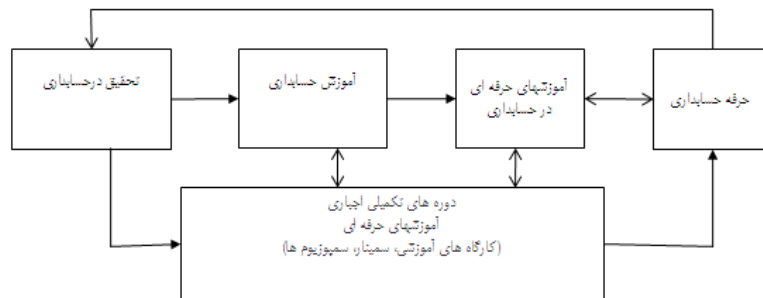 حرفه حسابداری
آموزشهای حرفه ای
در حسابداری
آموزش حسابداری
تحقیق درحسابداری
دوره های تکمیلی اجباری
آموزشهای حرفه ای
(کارگاه های آموزشی، سمینار، سمپوزیوم ها)